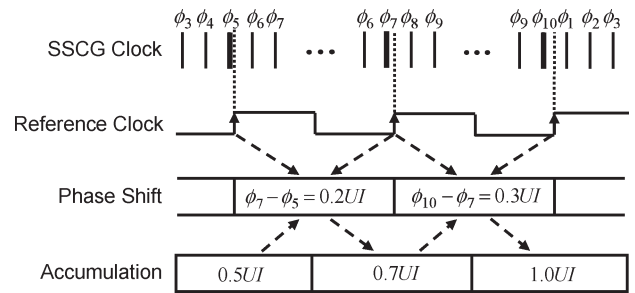 ϕ3 ϕ4 ϕ5 ϕ6 ϕ7 ϕ6 ϕ7 ϕ8 ϕ9 ϕ9 ϕ10 ϕ1 ϕ2 ϕ3
SSCG Clock ... ...
Reference Clock
Phase Shift ϕ7 − ϕ5 = 0.2UI ϕ10 − ϕ7 = 0.3UI
Accumulation 0.5UI 0.7UI 1.0UI